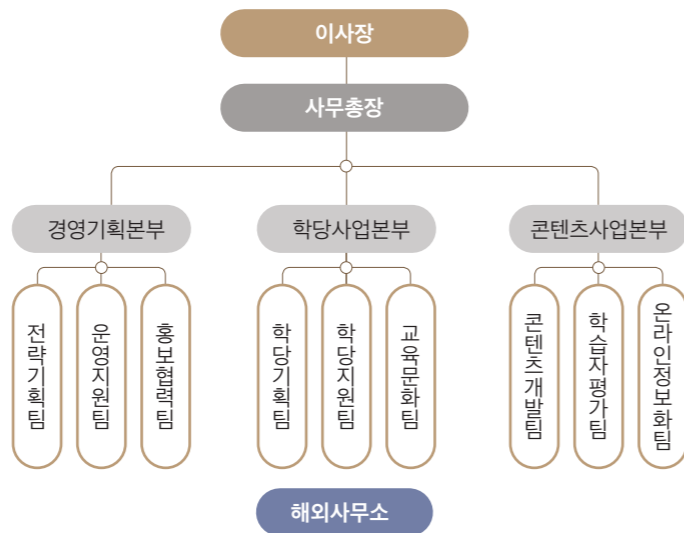 이사장
사무총장
경영기획본부
학당사업본부
콘텐츠사업본부
전략기획팀
운영지원팀
홍보협력팀
학당기획팀
학당지원팀
교육문화팀
콘텐츠개발팀
학습자평가팀
온라인정보화팀
해외사무소